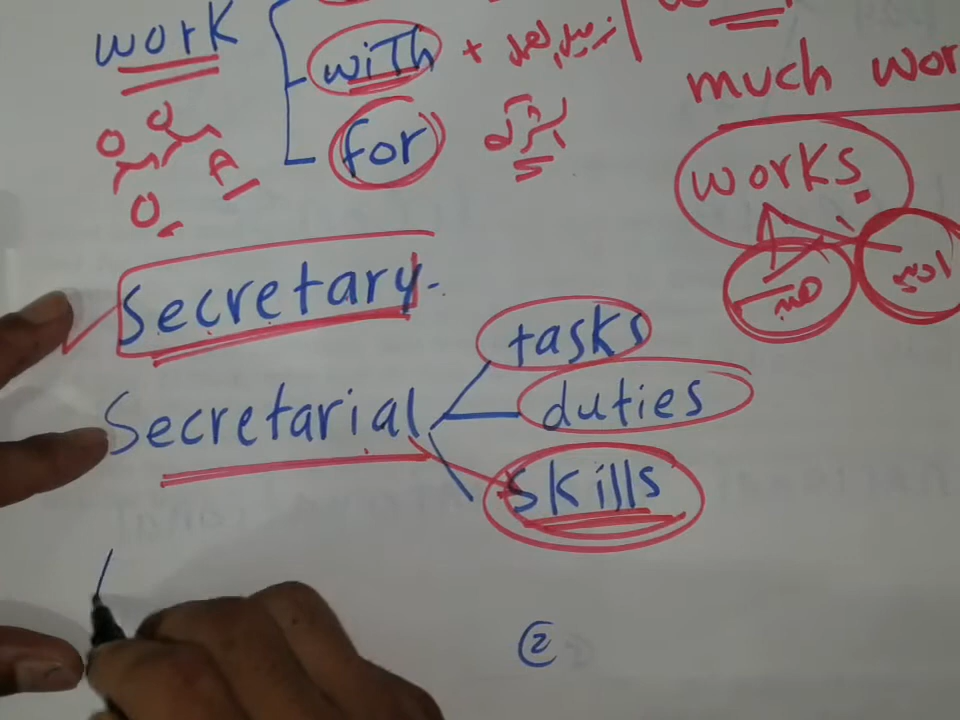 work
with +
for
much wor
works.
Secretary.
Secretarial
tasks
duties
skills
2